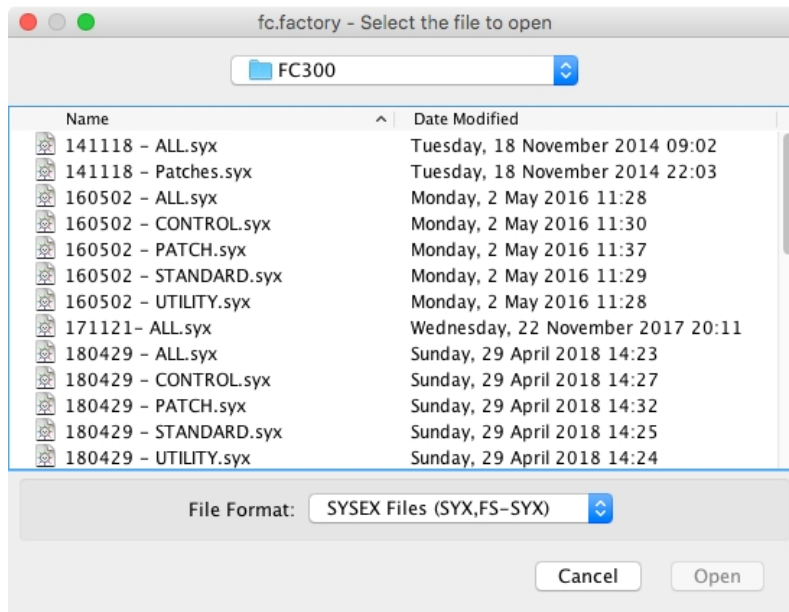 fc.factory - Select the file to open
FC300
Name Date Modified
141118 - ALL.syx Tuesday, 18 November 2014 09:02
141118 - Patches.syx Tuesday, 18 November 2014 22:03
160502 - ALL.syx Monday, 2 May 2016 11:28
160502 - CONTROL.syx Monday, 2 May 2016 11:30
160502 - PATCH.syx Monday, 2 May 2016 11:37
160502 - STANDARD.syx Monday, 2 May 2016 11:29
160502 - UTILITY.syx Monday, 2 May 2016 11:28
171121- ALL.syx Wednesday, 22 November 2017 20:11
180429 - ALL.syx Sunday, 29 April 2018 14:23
180429 - CONTROL.syx Sunday, 29 April 2018 14:27
180429 - PATCH.syx Sunday, 29 April 2018 14:32
180429 - STANDARD.syx Sunday, 29 April 2018 14:25
180429 - UTILITY.syx Sunday, 29 April 2018 14:24
File Format: SYSEX Files (SYX,FS-SYX)
Cancel Open